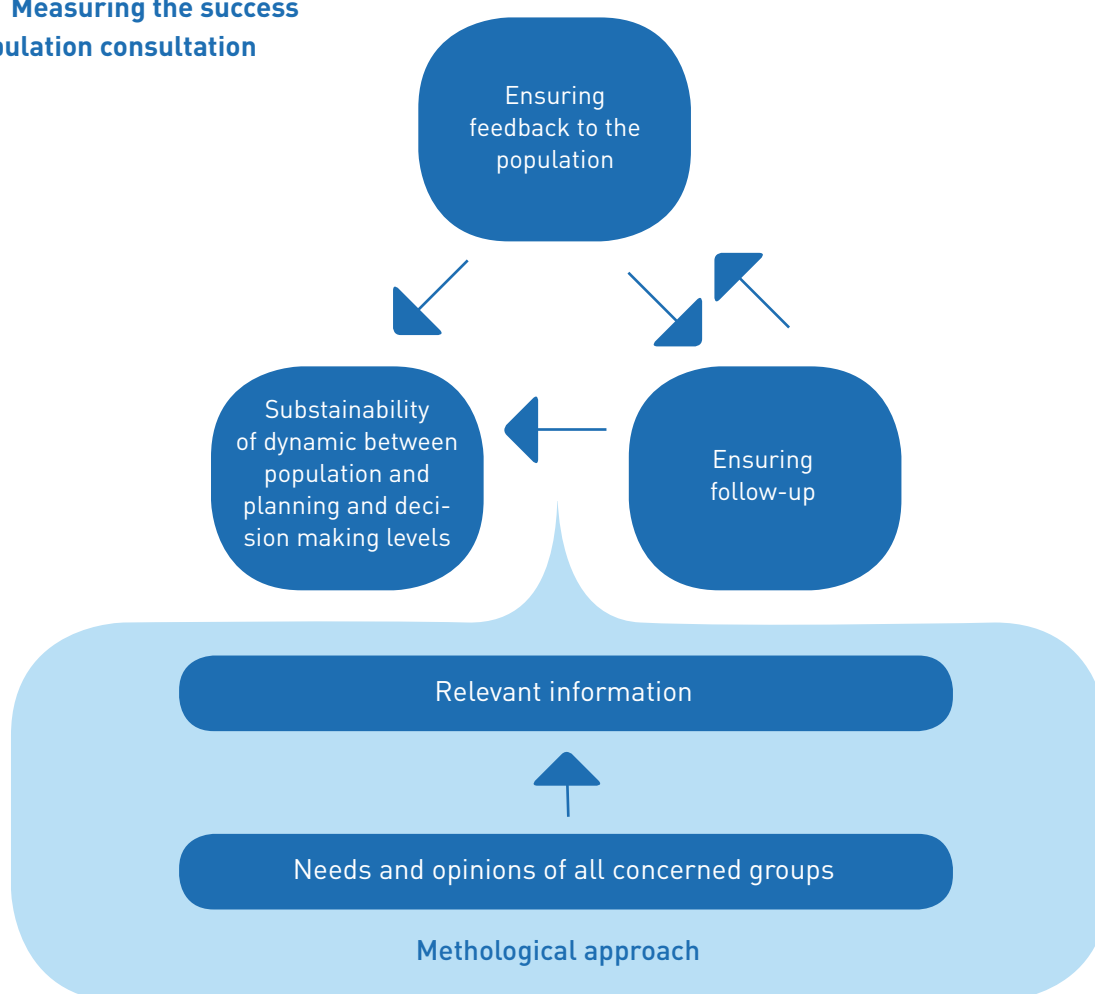 Measuring the success
pulation consultation
Ensuring
feedback to the
population
Substainability
of dynamic between
population and
planning and deci-
sion making levels
Ensuring
follow-up
Relevant information
Needs and opinions of all concerned groups
Methological approach